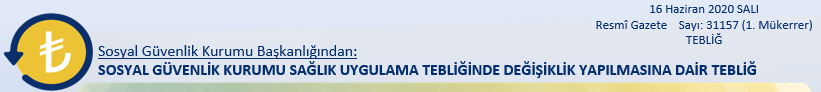 16 Haziran 2020 SALI
Resmî Gazete Sayı: 31157 (1. Mükerrer)
TEBLİĞ
Sosyal Güvenlik Kurumu Başkanlığından:
SOSYAL GÜVENLİK KURUMU SAĞLIK UYGULAMA TEBLİĞİNDE DEĞİŞİKLİK YAPILMASINA DAİR TEBLİĞ